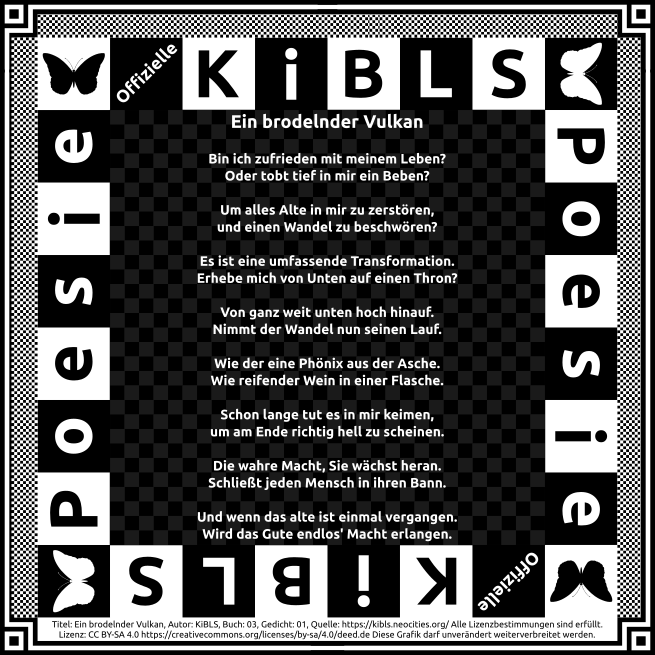 Offizielle
KiBLS
Poesie
Poesie
Ein brodelnder Vulkan
Bin ich zufrieden mit meinem Leben?
Oder tobt tief in mir ein Beben?
Um alles Alte in mir zu zerstören,
und einen Wandel zu beschwören?
Es ist eine umfassende Transformation.
Erhebe mich von Unten auf einen Thron?
Von ganz weit unten hoch hinauf.
Nimmt der Wandel nun seinen Lauf.
Wie der eine Phönix aus der Asche.
Wie reifender Wein in einer Flasche.
Schon lange tut es in mir keimen,
um am Ende richtig hell zu scheinen.
Die wahre Macht, Sie wächst heran.
Schließt jeden Mensch in ihren Bann.
Und wenn das alte ist einmal vergangen.
Wird das Gute endlos' Macht erlangen.
KiBLS
Offizielle
Titel: Ein brodelnder Vulkan, Autor: KiBLS, Buch: 03, Gedicht: 01, Quelle: https://kibls.neocities.org/ Alle Lizenzbestimmungen sind erfüllt.
Lizenz: CC BY-SA 4.0 https://creativecommons.org/licenses/by-sa/4.0/deed.de Diese Grafik darf unverändert weiterverbreitet werden.